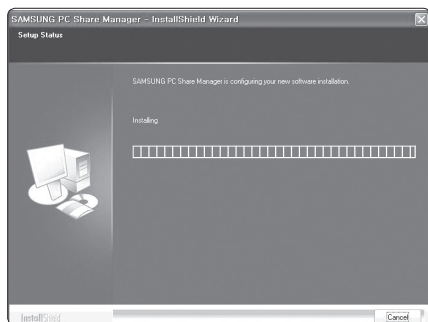 SAMSUNG PC Share Manager - InstallShield Wizard
Setup Status
SAMSUNG PC Share Manager is configuring your new software installation.
Installing
InstallShield
Cancel